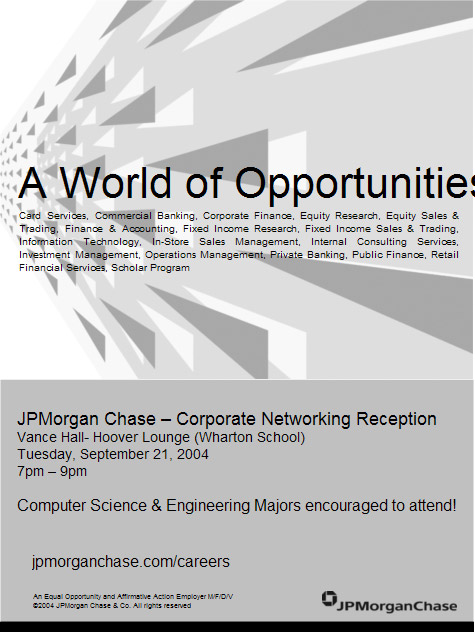 A World of Opportunities
Card Services, Commercial Banking, Corporate Finance, Equity Research, Equity Sales &
Trading, Finance & Accounting, Fixed Income Research, Fixed Income Sales & Trading,
Information Technology, In-Store Sales Management, Internal Consulting Services,
Investment Management, Operations Management, Private Banking, Public Finance, Retail
Financial Services, Scholar Program
JPMorgan Chase – Corporate Networking Reception
Vance Hall- Hoover Lounge (Wharton School)
Tuesday, September 21, 2004
7pm – 9pm
Computer Science & Engineering Majors encouraged to attend!
jpmorganchase.com/careers
An Equal Opportunity and Affirmative Action Employer M/F/D/V
©2004 JPMorgan Chase & Co. All rights reserved
JPMorganChase